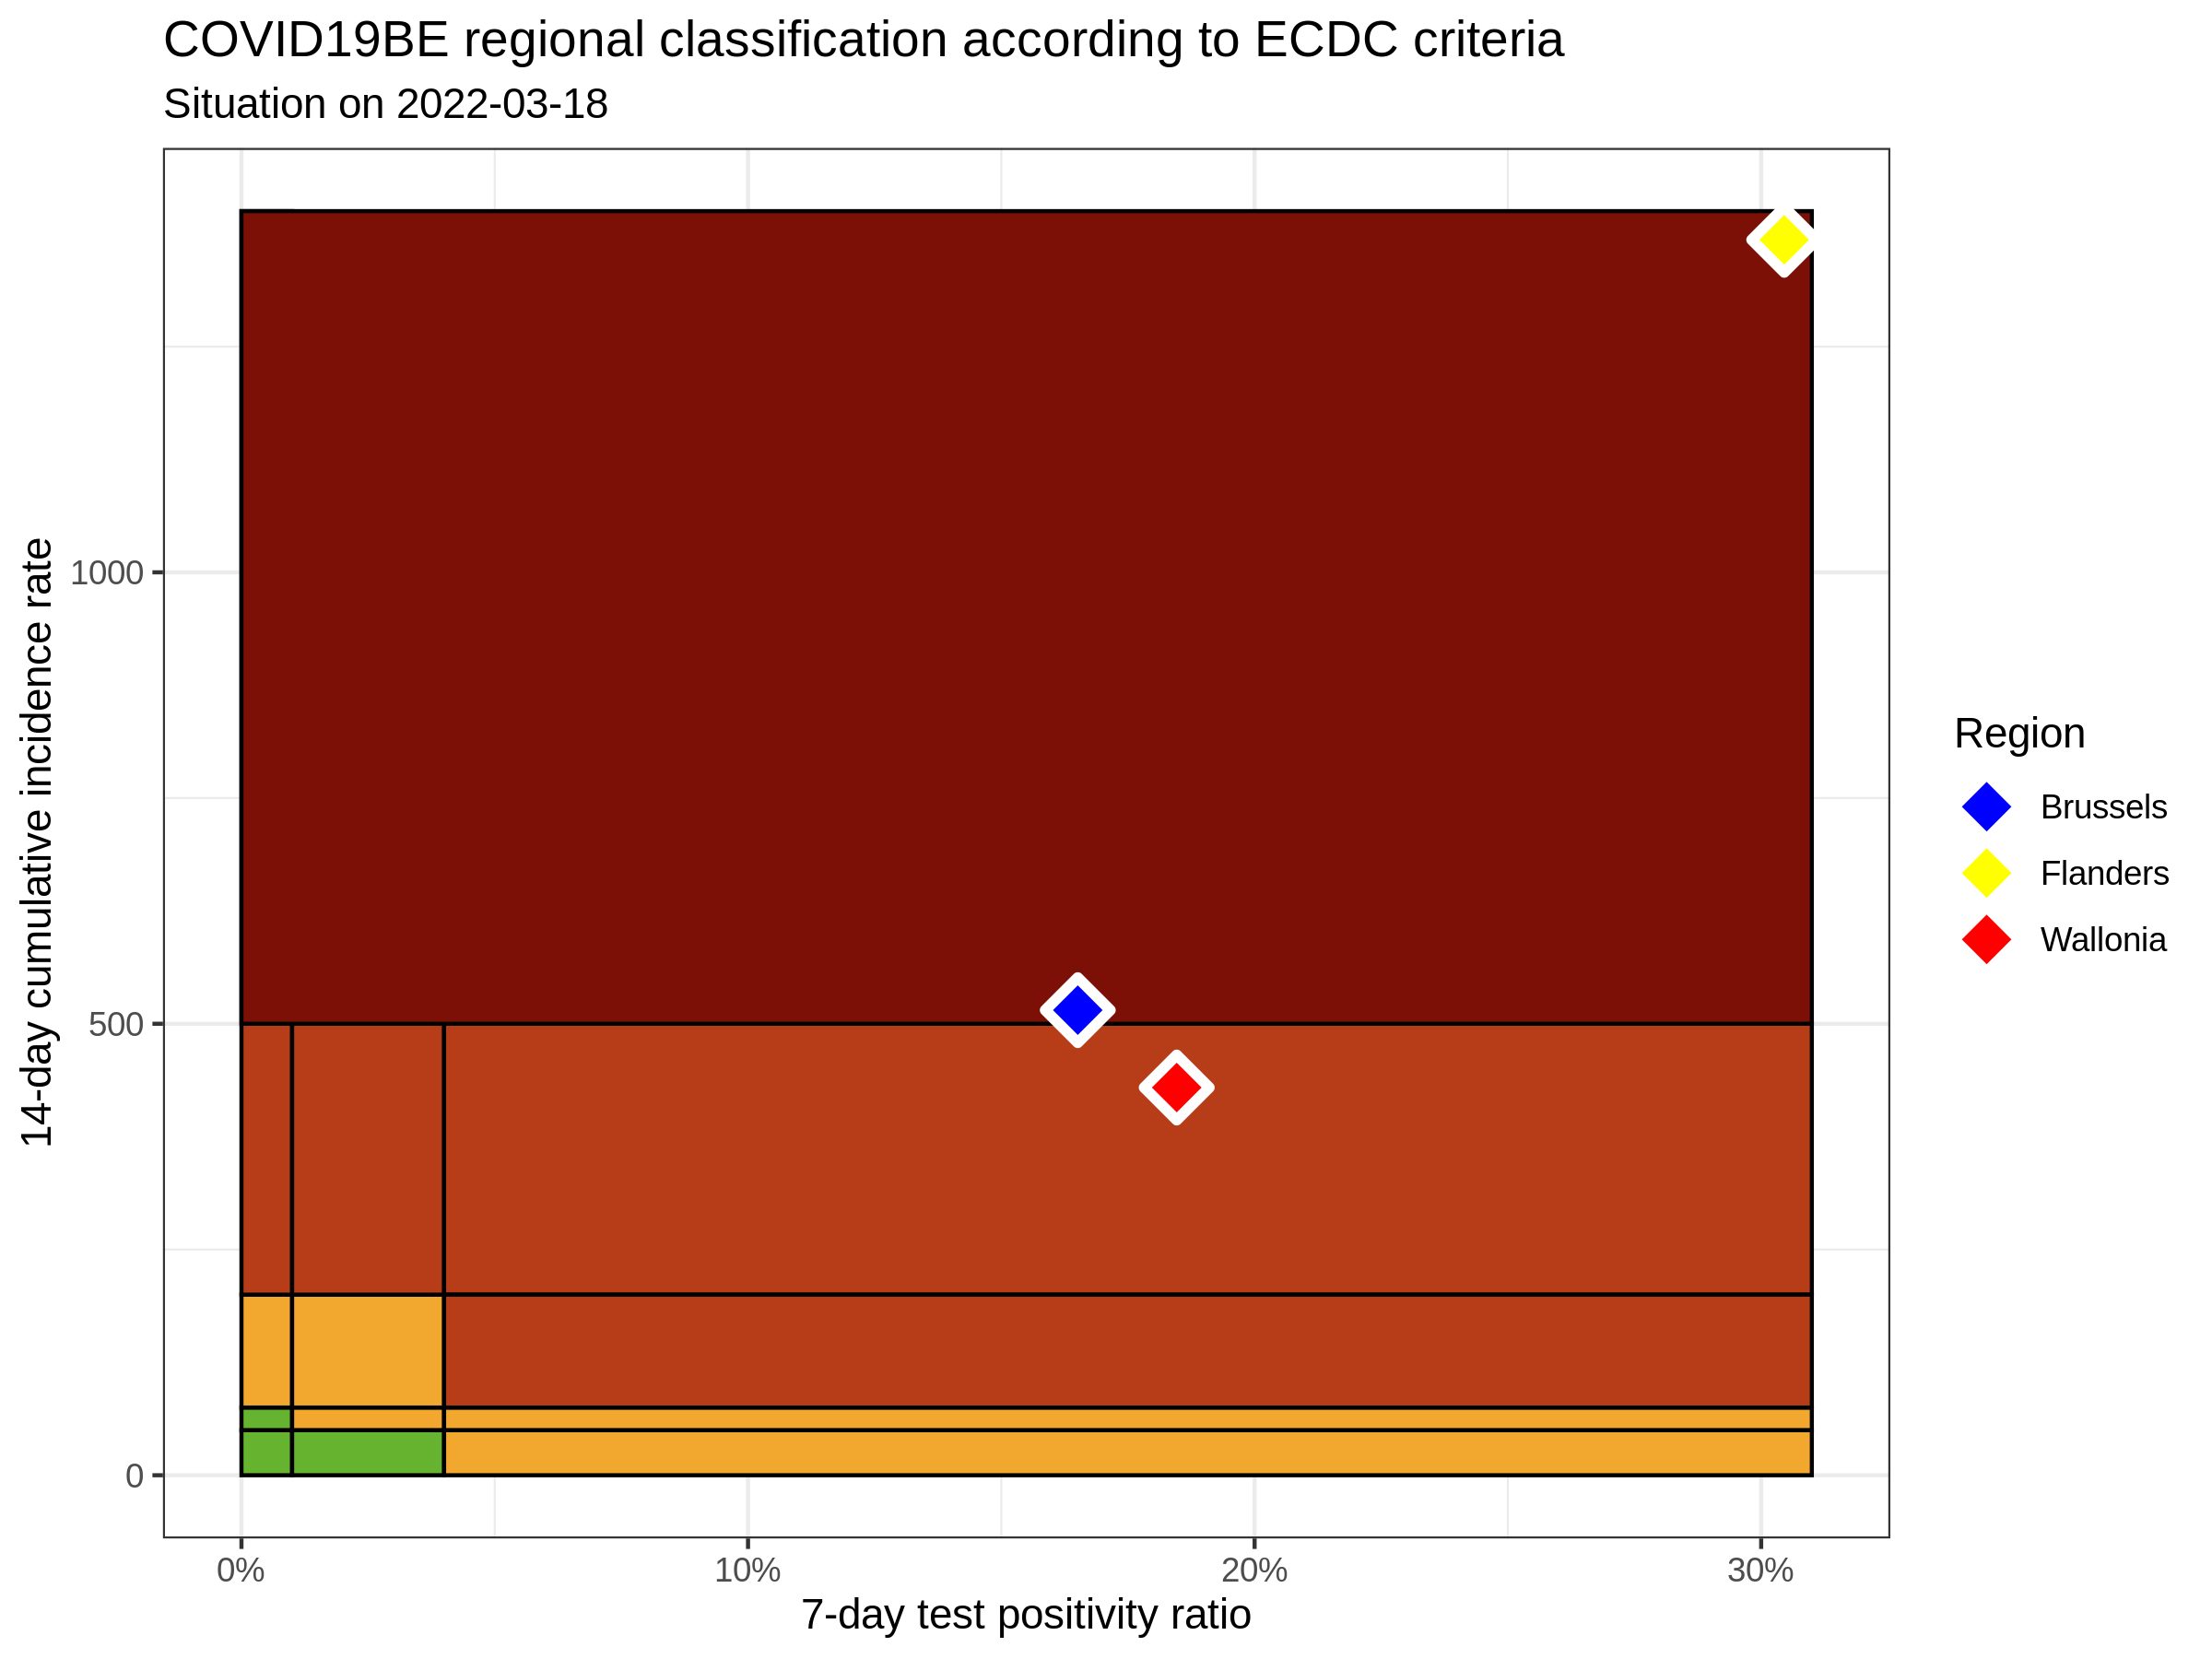 COVID19BE regional classification according to ECDC criteria
Situation on 2022-03-18
14-day cumulative incidence rate
1000
500
0
0%
10%
20%
30%
7-day test positivity ratio
Region
Brussels
Flanders
Wallonia